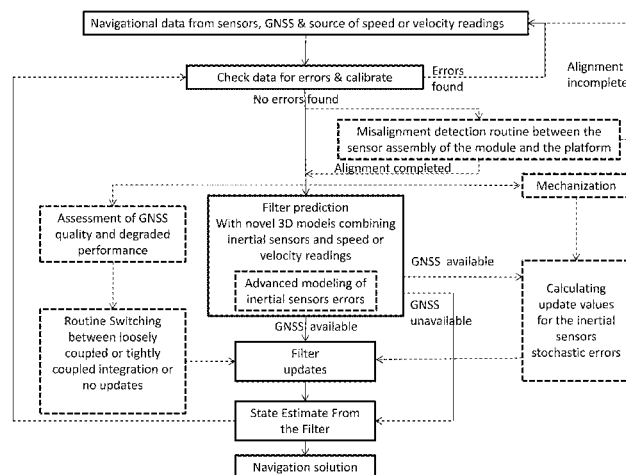 Navigational data from sensors, GNSS & source of speed or velocity readings
Check data for errors & calibrate
Errors
found
Alignment
incomplete
No errors found
Misalignment detection routine between the
sensor assembly of the module and the platform
Alignment completed
Mechanization
Assessment of GNSS
quality and degraded
performance
Filter prediction
With novel 3D models combining
inertial sensors and speed or
velocity readings
Advanced modeling of
inertial sensors errors
GNSS available
GNSS
unavailable
Calculating
update values
for the inertial
sensors
stochastic errors
Routine Switching
between loosely
coupled or tightly
coupled integration or
no updates
GNSS available
Filter
updates
State Estimate From
the Filter
Navigation solution